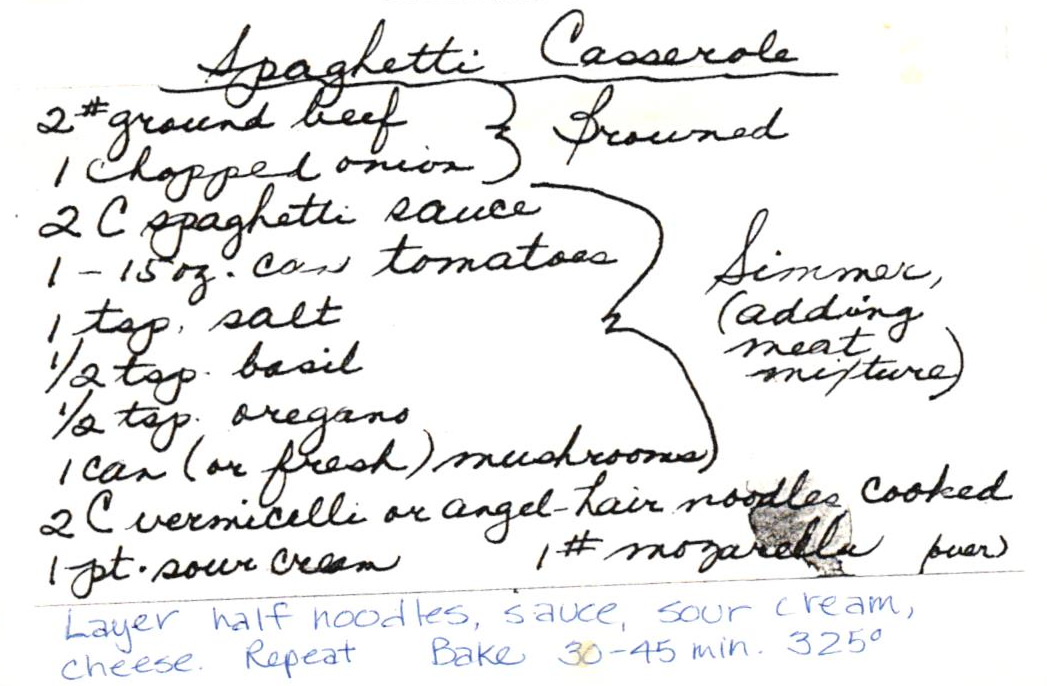 Spaghetti Casserole
2# ground beef
1 Chopped onion } Browned
2 C spaghetti sauce
1 - 15 oz. can tomatoes
1 tsp. salt
1/2 tsp. basil
1/2 tsp. oregano
1 can (or fresh) mushrooms
Simmer,
(adding
meat
mixture)
2 C vermicelli or angel-hair noodles cooked
1 pt. sour cream 1# mozarella (over)
Layer half noodles, sauce, sour cream,
cheese. Repeat Bake 30-45 min. 325°